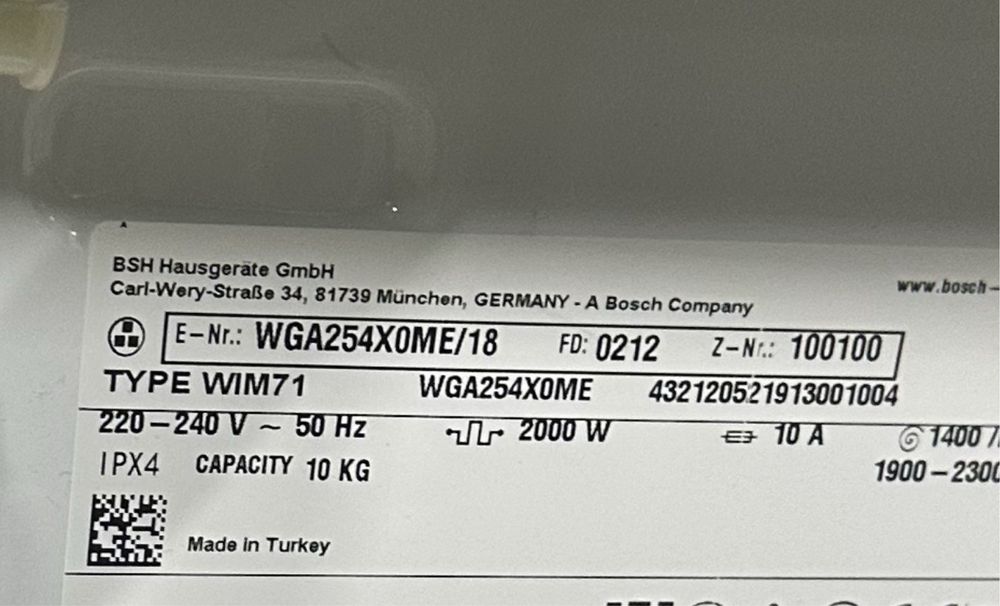 BSH Hausgeräte GmbH
Carl-Wery-Straße 34, 81739 München, GERMANY - A Bosch Company
www.bosch-
E-Nr.: WGA254X0ME/18 FD: 0212 Z-Nr.: 100100
TYPE WIM71 WGA254X0ME 432120521913001004
220-240 V ~ 50 Hz 2000 W 10 A 1400 /
IPX4 CAPACITY 10 KG 1900-2300
Made in Turkey